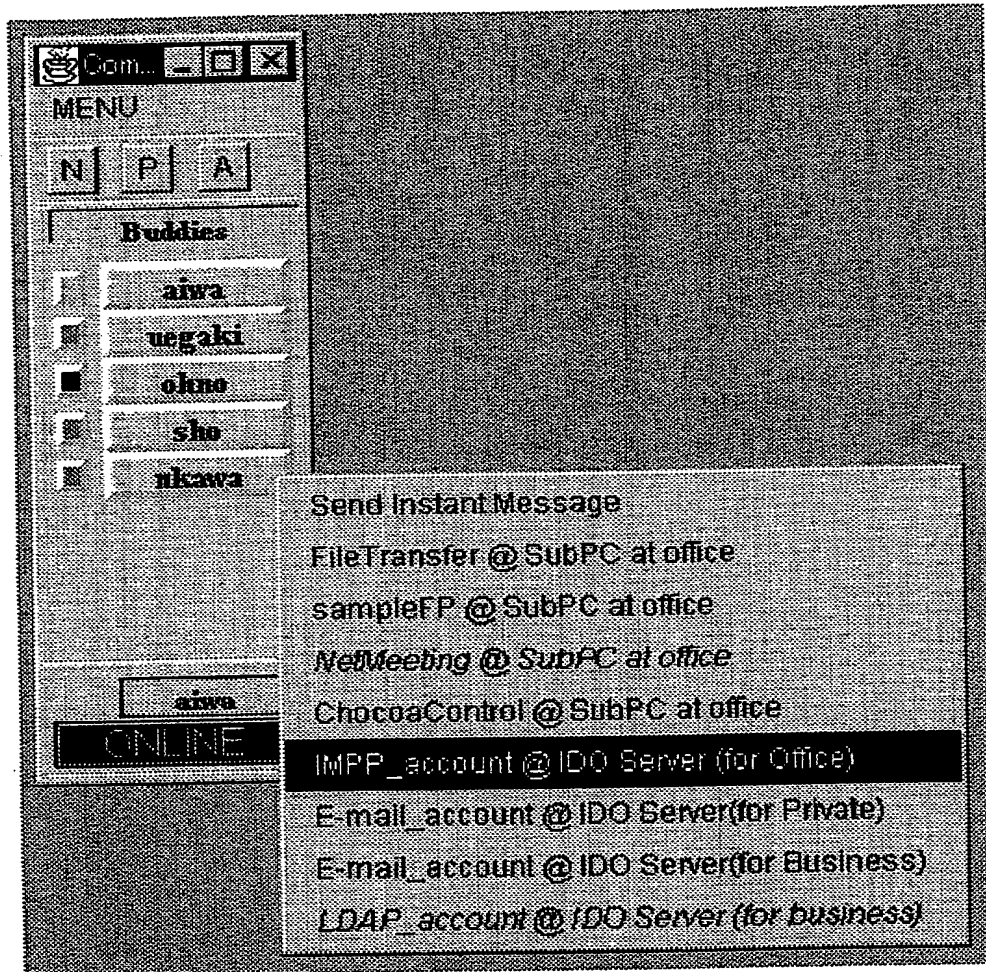 Com...
MENU
N P A
Buddies
aiwa
uegaki
ohno
sho
nkawa
Send Instant Message
FileTransfer @ SubPC at office
sampleFP @ SubPC at office
NetMeeting @ SubPC at office
ChocoaControl @ SubPC at office
IMPP_account @ IDO Server (for Office)
E-mail_account @ IDO Server(for Private)
E-mail_account @ IDO Server(for Business)
LDAP_account @ IDO Server (for business)
aiwa
ONLINE